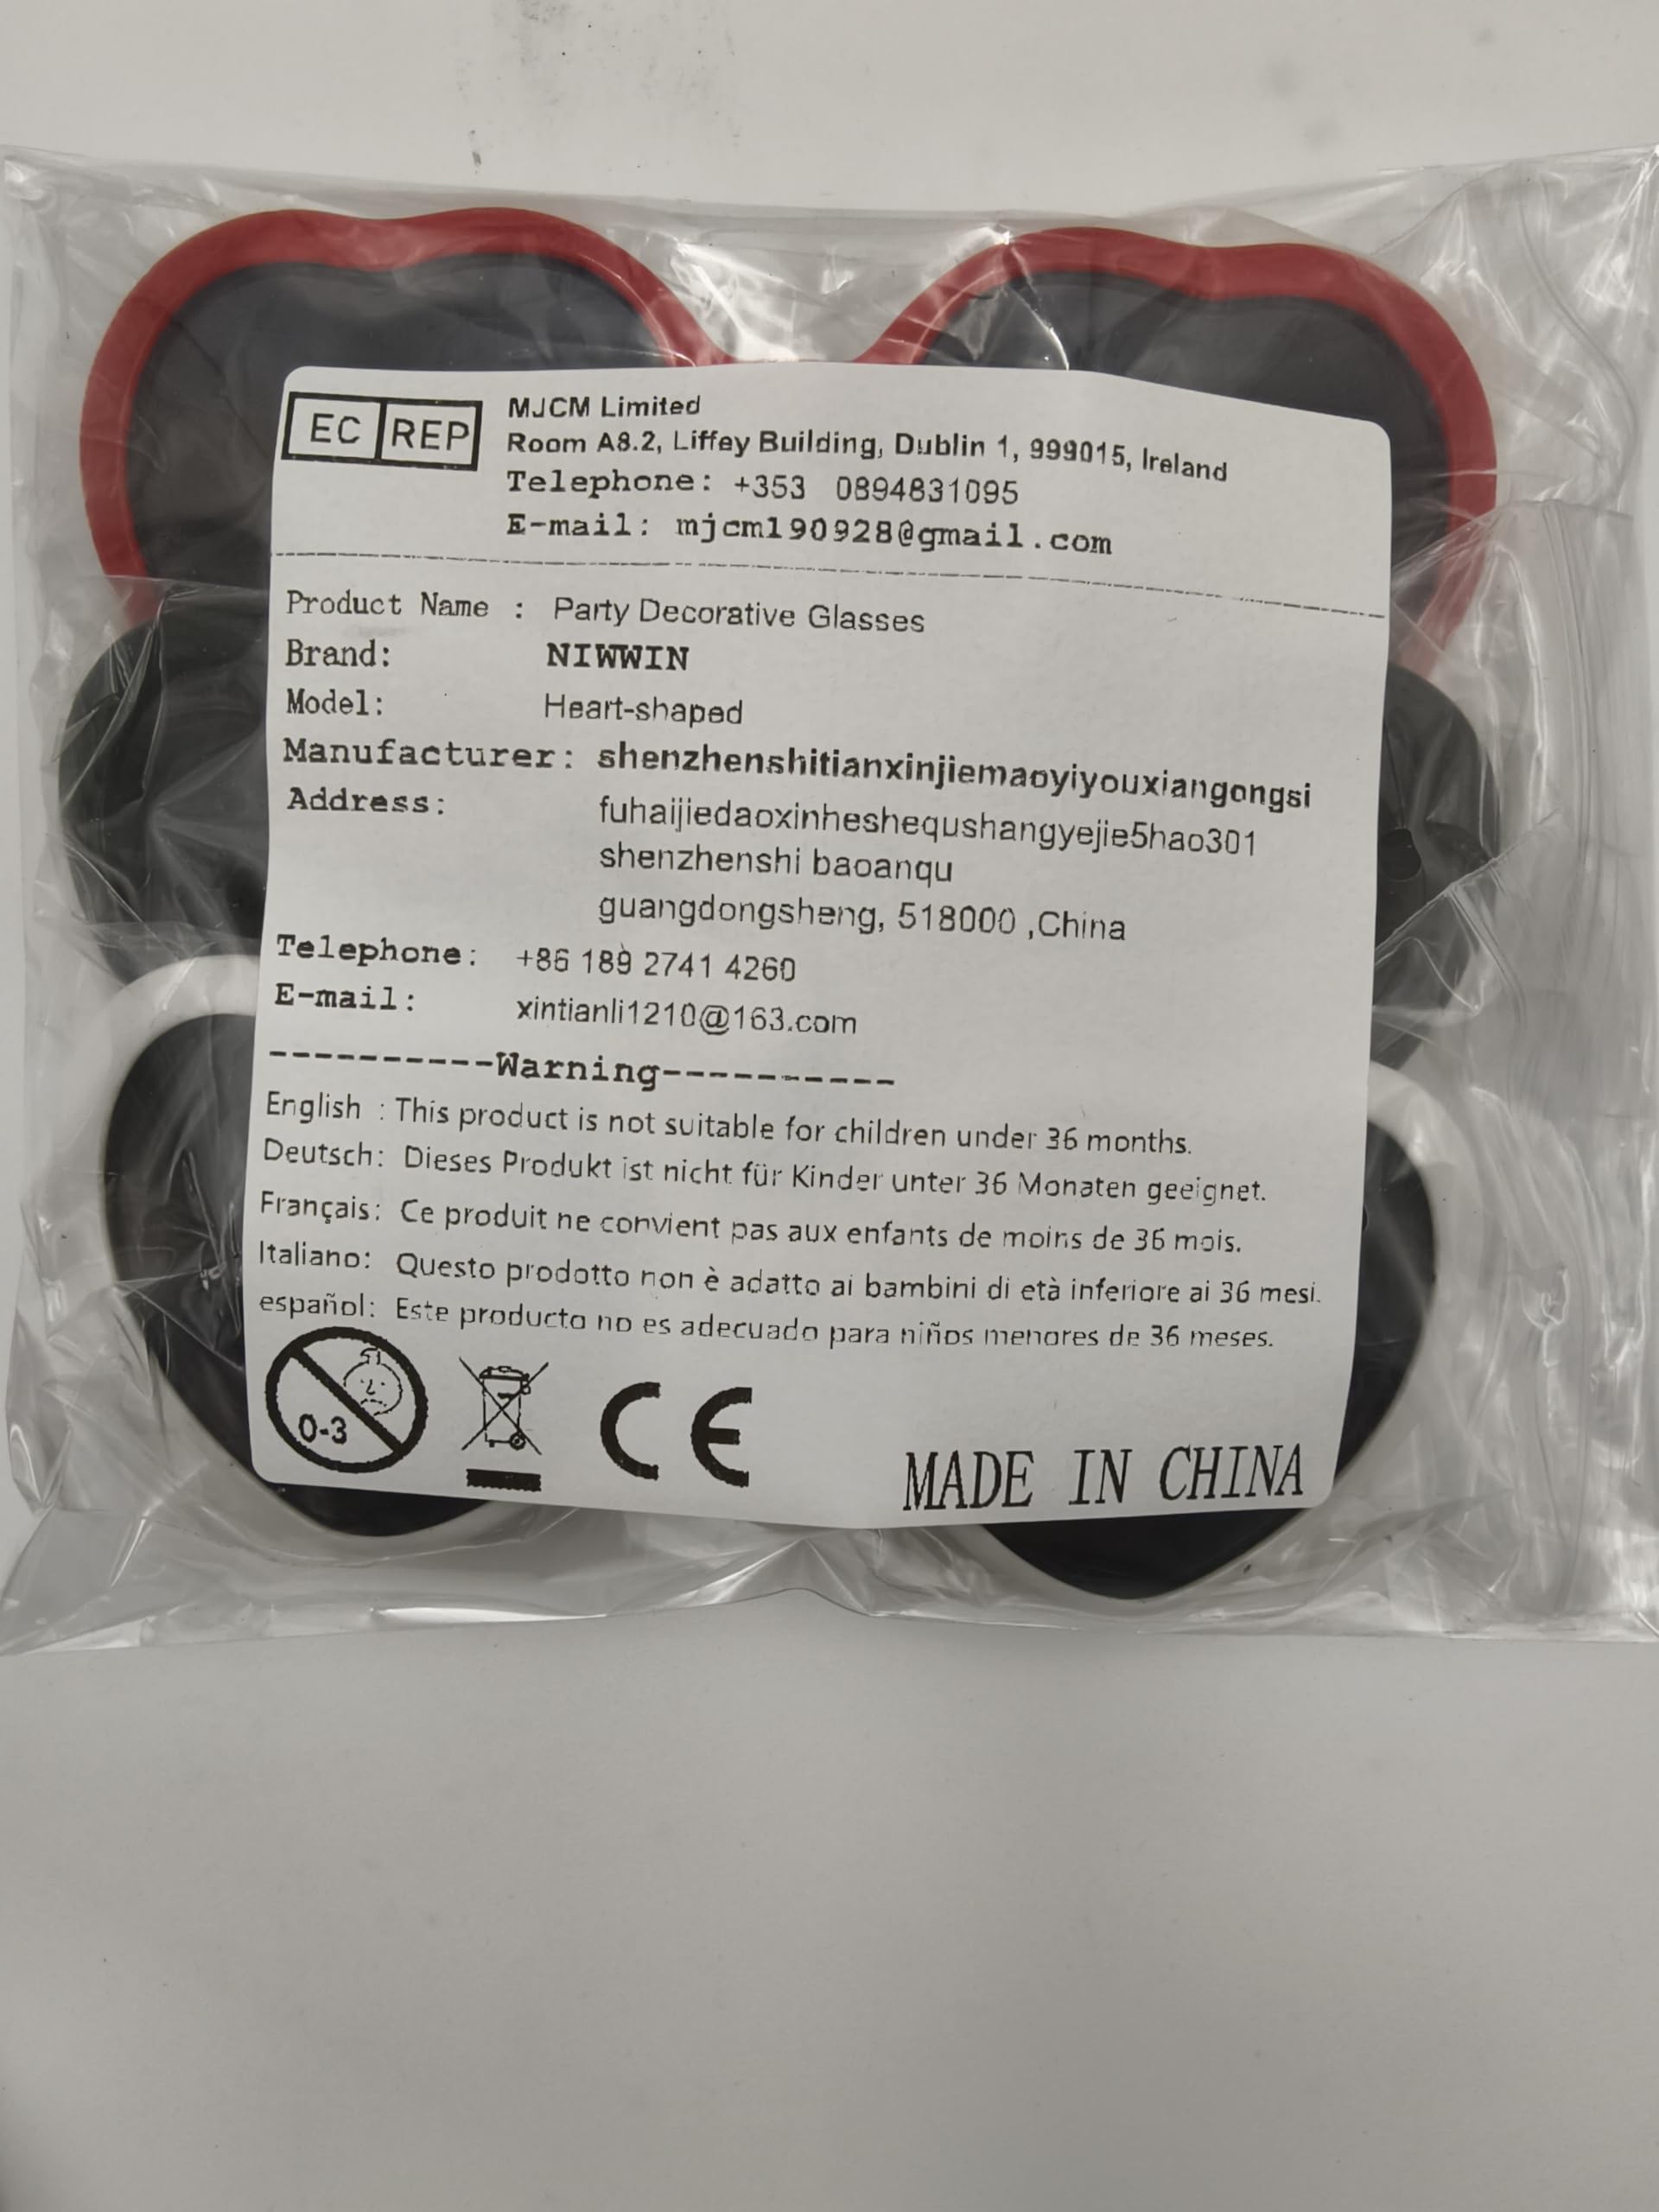 EC REP
MJCM Limited
Room A8.2, Liffey Building, Dublin 1, 999015, Ireland
Telephone: +353 0894831095
E-mail: mjcm190928@gmail.com
Product Name : Party Decorative Glasses
Brand: NIWWIN
Model: Heart-shaped
Manufacturer: shenzhenshitianxinjiemaoyiyouxiangongsi
Address: fuhaijiedaoxinheshequshangyejie5hao301
shenzhenshi baoanqu
guangdongsheng, 518000 ,China
Telephone: +86 189 2741 4260
E-mail: xintianli1210@163.com
----------Warning-----------
English : This product is not suitable for children under 36 months.
Deutsch: Dieses Produkt ist nicht für Kinder unter 36 Monaten geeignet.
Français: Ce produit ne convient pas aux enfants de moins de 36 mois.
Italiano: Questo prodotto non è adatto ai bambini di età inferiore ai 36 mesi.
español: Este producto no es adecuado para niños menores de 36 meses.
0-3
CE
MADE IN CHINA